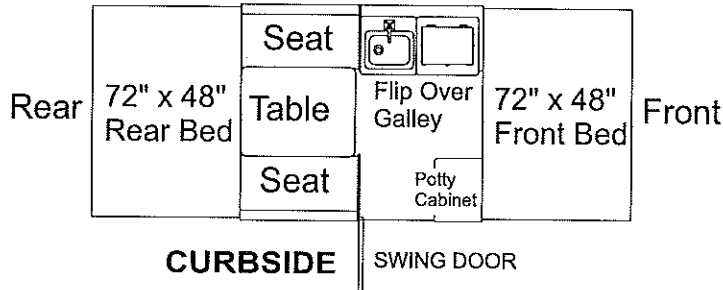 Rear
72" x 48"
Rear Bed
Seat
Table
Seat
Flip Over
Galley
Potty
Cabinet
72" x 48"
Front Bed
Front
CURBSIDE
SWING DOOR